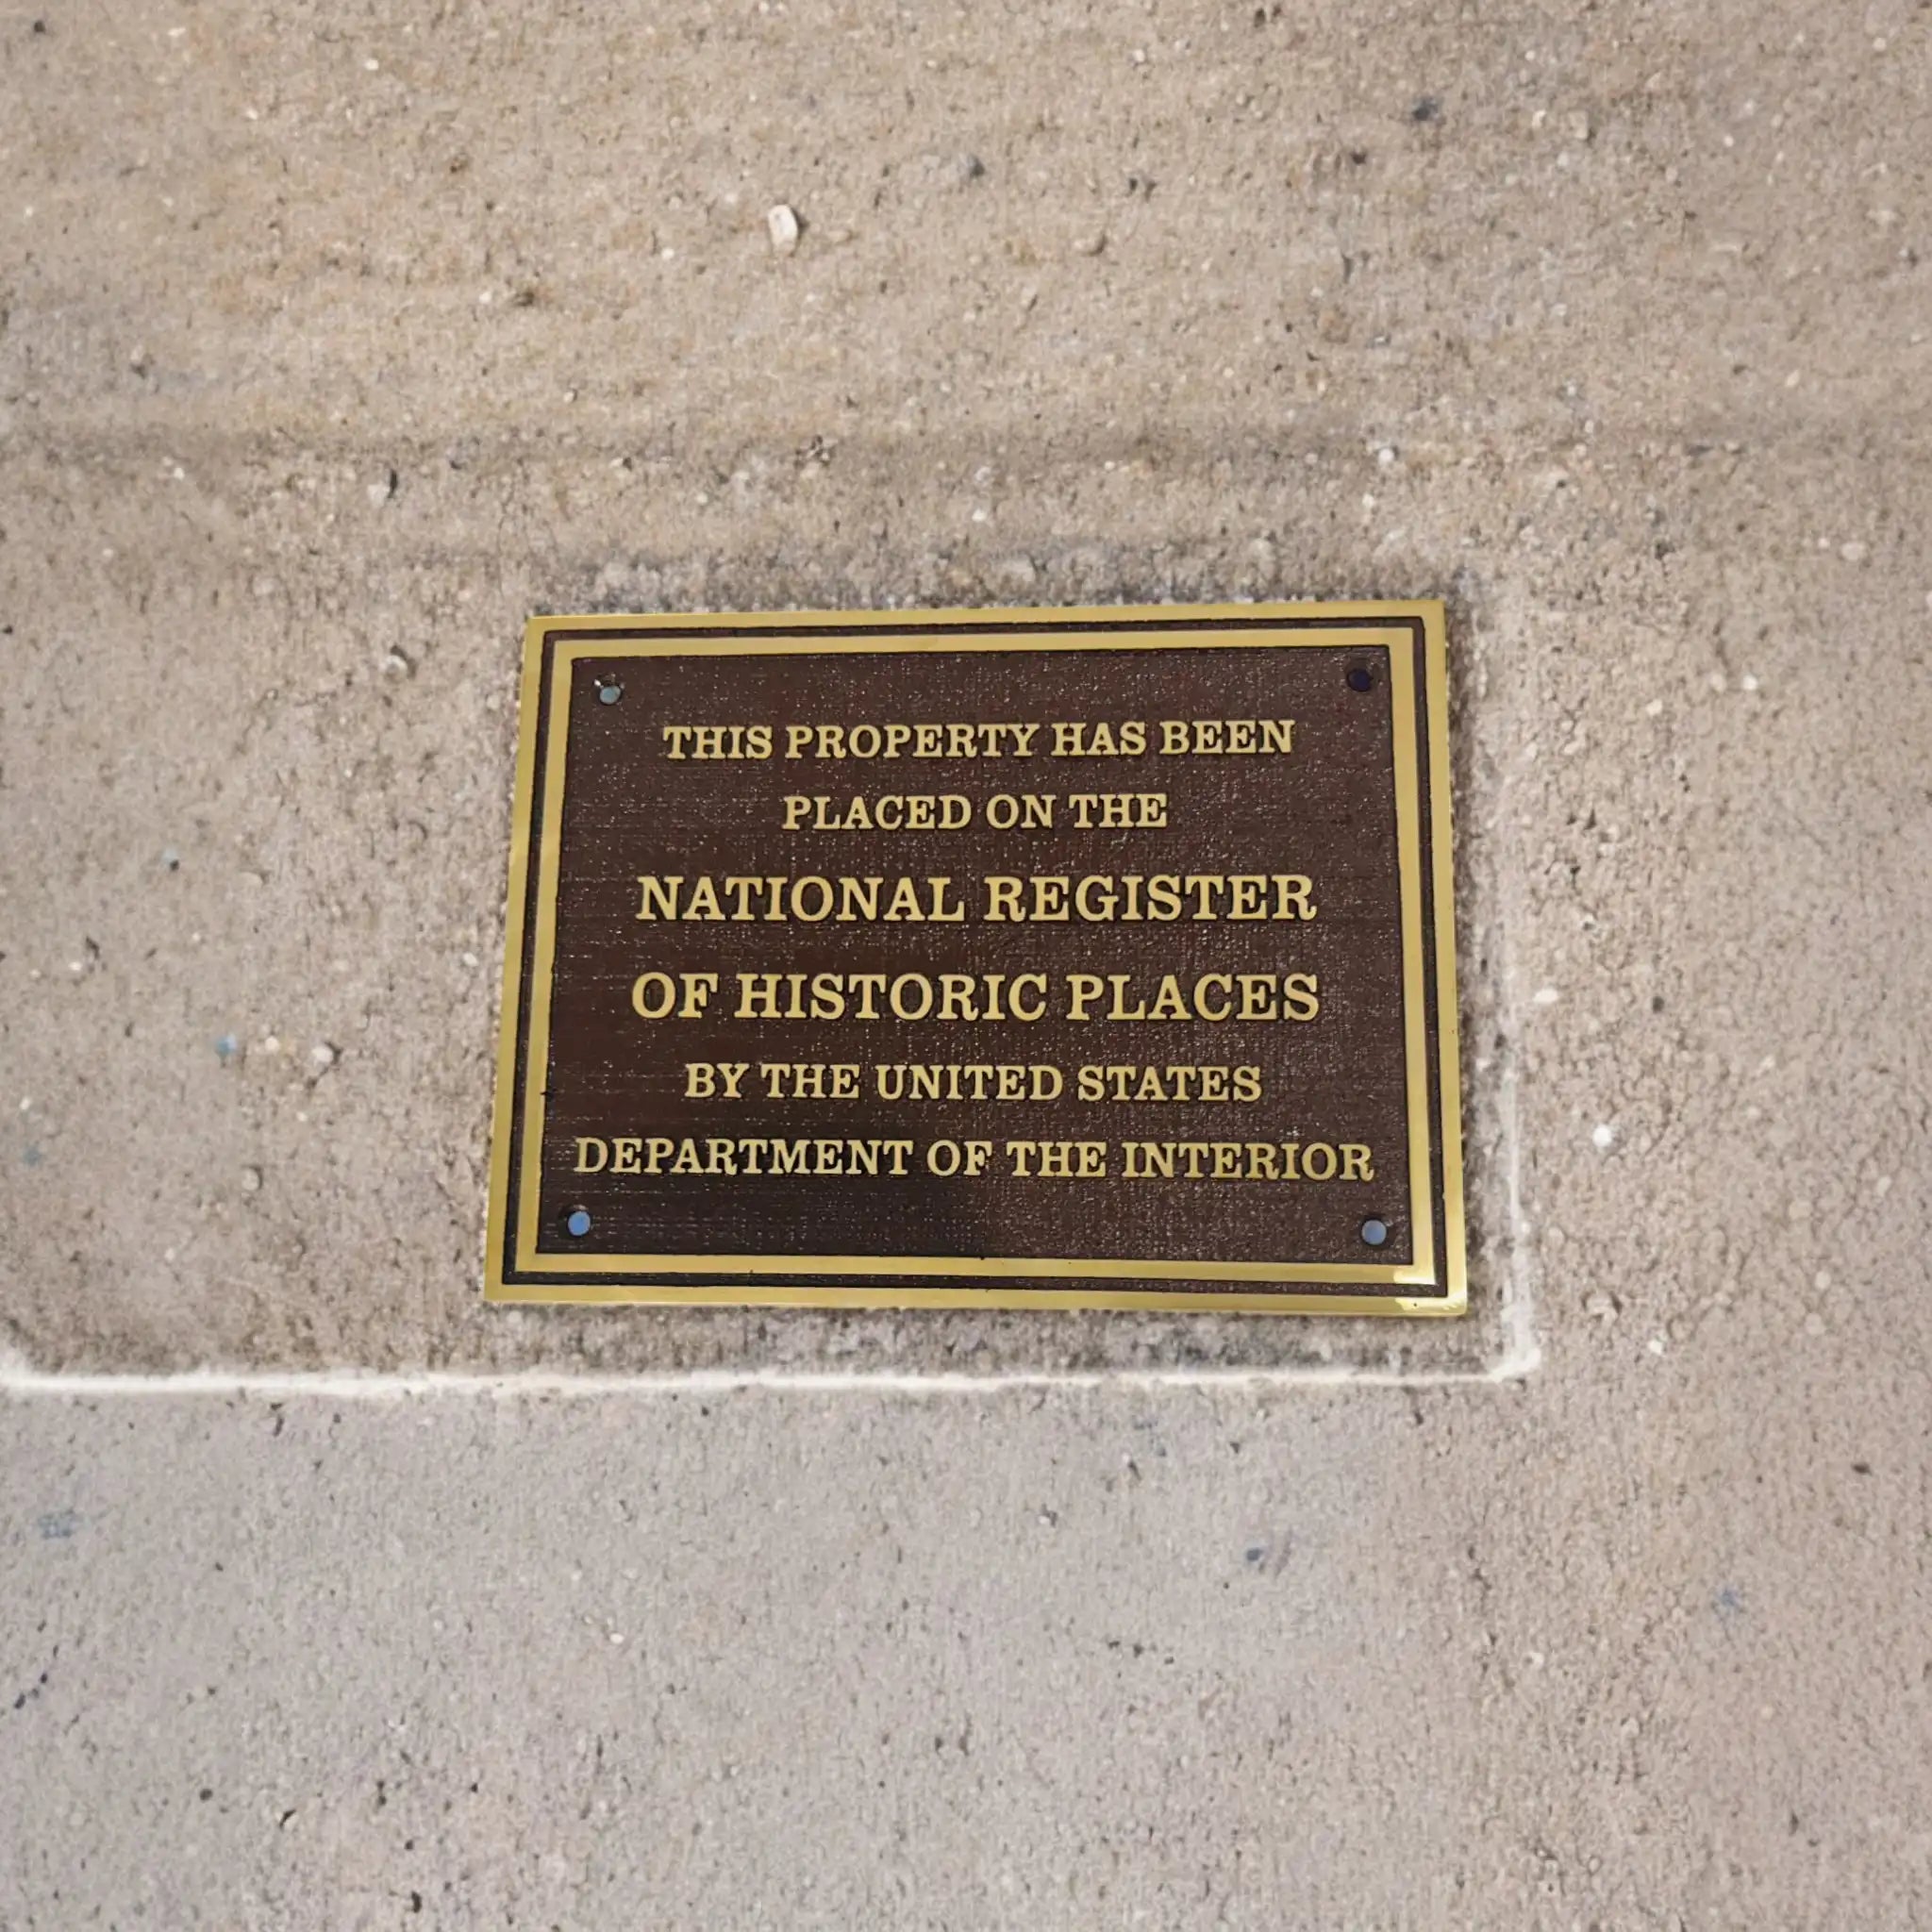 THIS PROPERTY HAS BEEN
PLACED ON THE
NATIONAL REGISTER
OF HISTORIC PLACES
BY THE UNITED STATES
DEPARTMENT OF THE INTERIOR